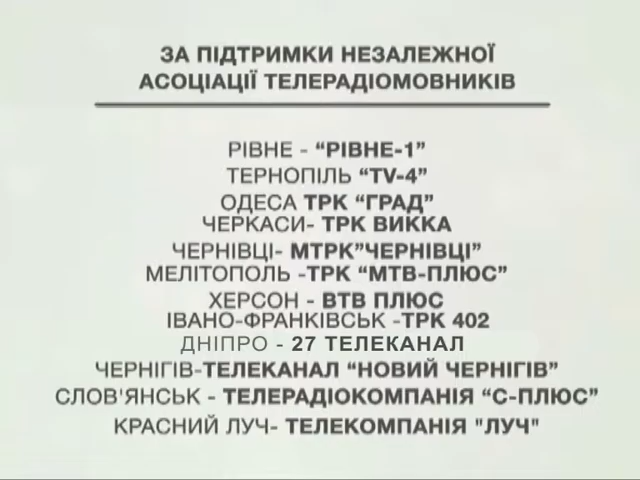 ЗА ПІДТРИМКИ НЕЗАЛЕЖНОЇ
АСОЦІАЦІЇ ТЕЛЕРАДІОМОВНИКІВ
РІВНЕ - “РІВНЕ-1”
ТЕРНОПІЛЬ “TV-4”
ОДЕСА ТРК “ГРАД”
ЧЕРКАСИ- ТРК ВИККА
ЧЕРНІВЦІ- МТРК”ЧЕРНІВЦІ”
МЕЛІТОПОЛЬ -ТРК “МТВ-ПЛЮС”
ХЕРСОН - ВТВ ПЛЮС
ІВАНО-ФРАНКІВСЬК -ТРК 402
ДНІПРО - 27 ТЕЛЕКАНАЛ
ЧЕРНІГІВ-ТЕЛЕКАНАЛ “НОВИЙ ЧЕРНІГІВ”
СЛОВ'ЯНСЬК - ТЕЛЕРАДІОКОМПАНІЯ “С-ПЛЮС”
КРАСНИЙ ЛУЧ- ТЕЛЕКОМПАНІЯ "ЛУЧ"